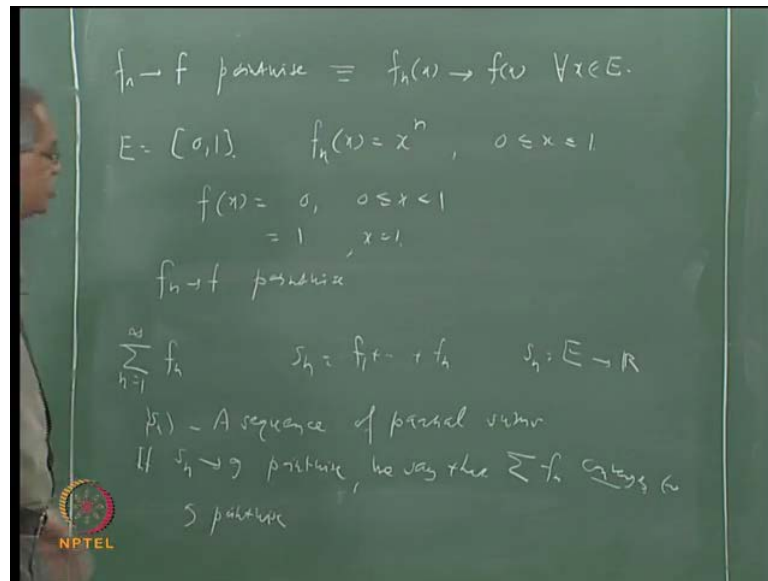 fₙ → f pointwise ≡ fₙ(x) → f(x) ∀x∈E.
E = [0,1]. fₙ(x) = xⁿ, 0 ≤ x ≤ 1
f(x) = 0, 0 ≤ x < 1
= 1, x=1.
fₙ → f pointwise
∞
∑ fₙ sₙ = f₁+⋯+fₙ sₙ: E → R
n=1
(sₙ) - A sequence of partial sums
If sₙ → g pointwise, we say that ∑ fₙ converges to
g pointwise
NPTEL